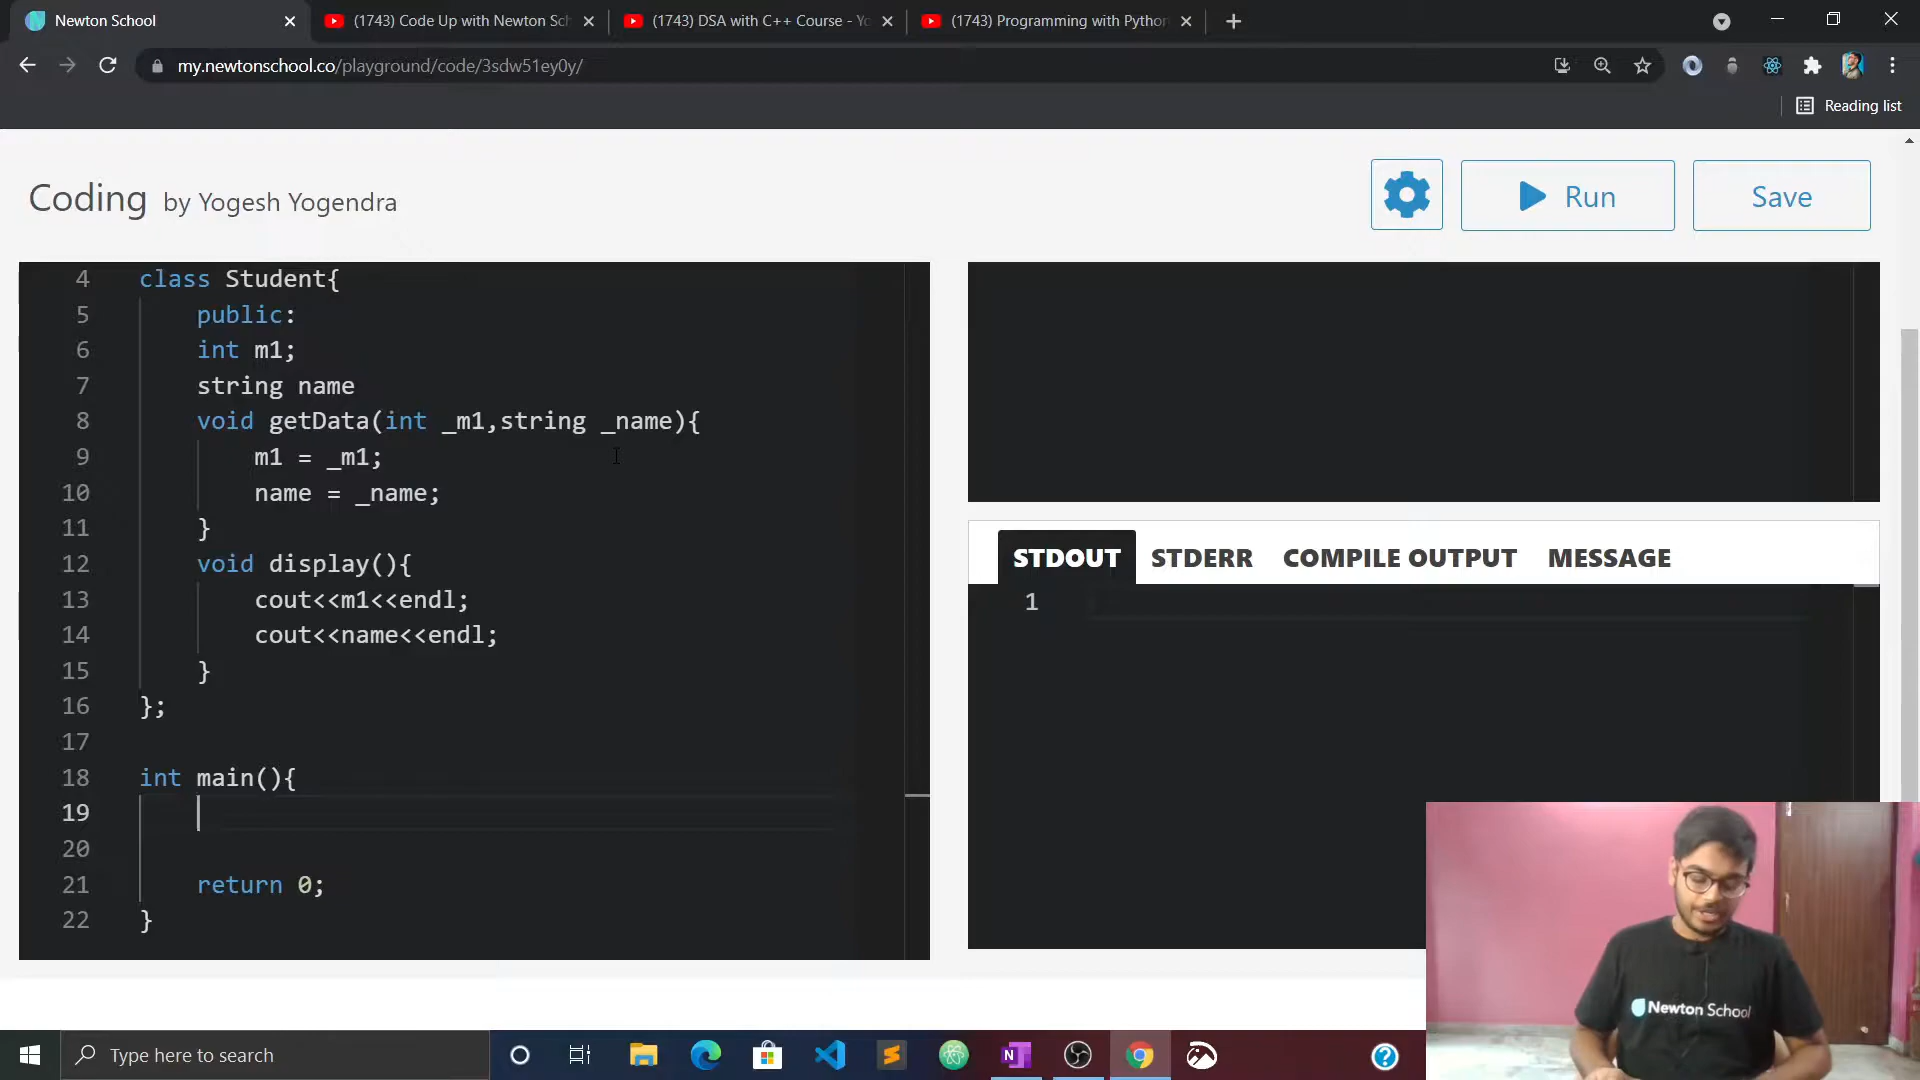 Newton School
(1743) Code Up with Newton Sch
(1743) DSA with C++ Course - Yo
(1743) Programming with Python
my.newtonschool.co/playground/code/3sdw51ey0y/
Reading list
Coding by Yogesh Yogendra
Run
Save
4 class Student{
5 public:
6 int m1;
7 string name
8 void getData(int _m1,string _name){
9 m1 = _m1;
10 name = _name;
11 }
12 void display(){
13 cout<<m1<<endl;
14 cout<<name<<endl;
15 }
16 };
17
18 int main(){
19
20
21 return 0;
22 }
STDOUT STDERR COMPILE OUTPUT MESSAGE
1
Newton School
Type here to search